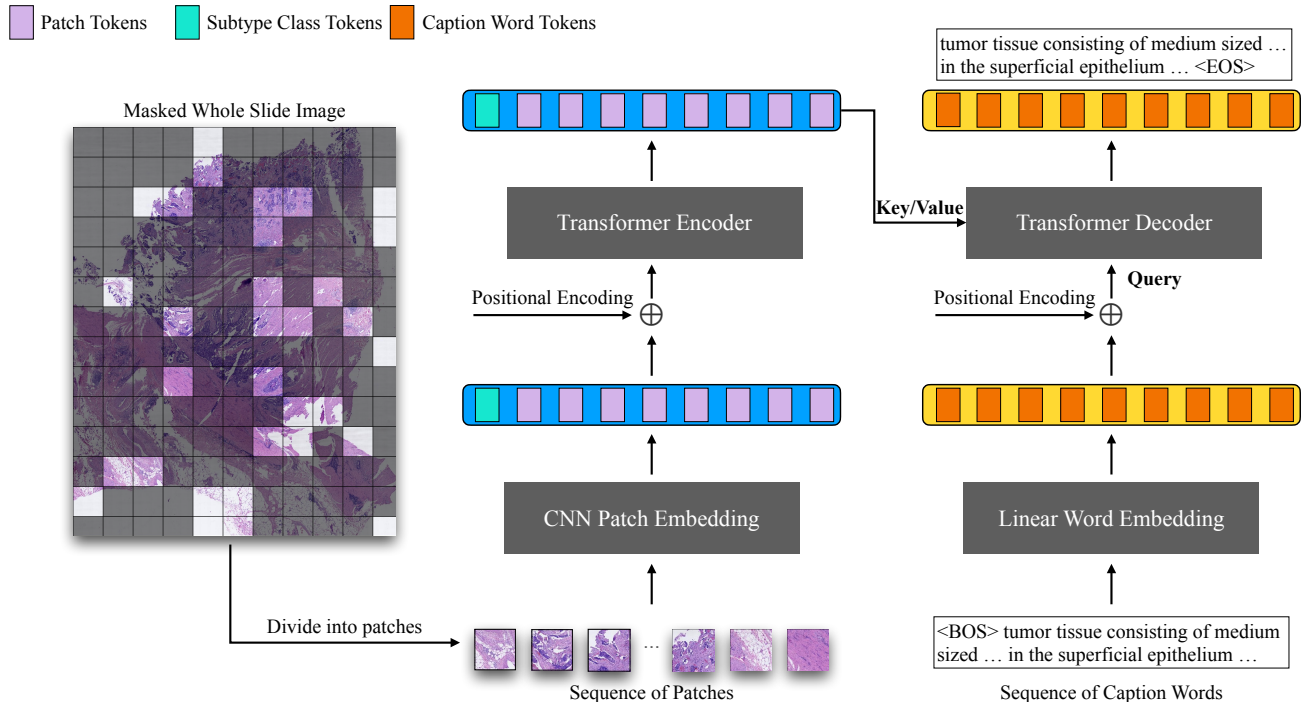 Patch Tokens
Subtype Class Tokens
Caption Word Tokens
Masked Whole Slide Image
tumor tissue consisting of medium sized …
in the superficial epithelium … <EOS>
Transformer Encoder
Key/Value
Transformer Decoder
Positional Encoding
Query
Positional Encoding
CNN Patch Embedding
Linear Word Embedding
Divide into patches
…
<BOS> tumor tissue consisting of medium
sized … in the superficial epithelium …
Sequence of Patches
Sequence of Caption Words